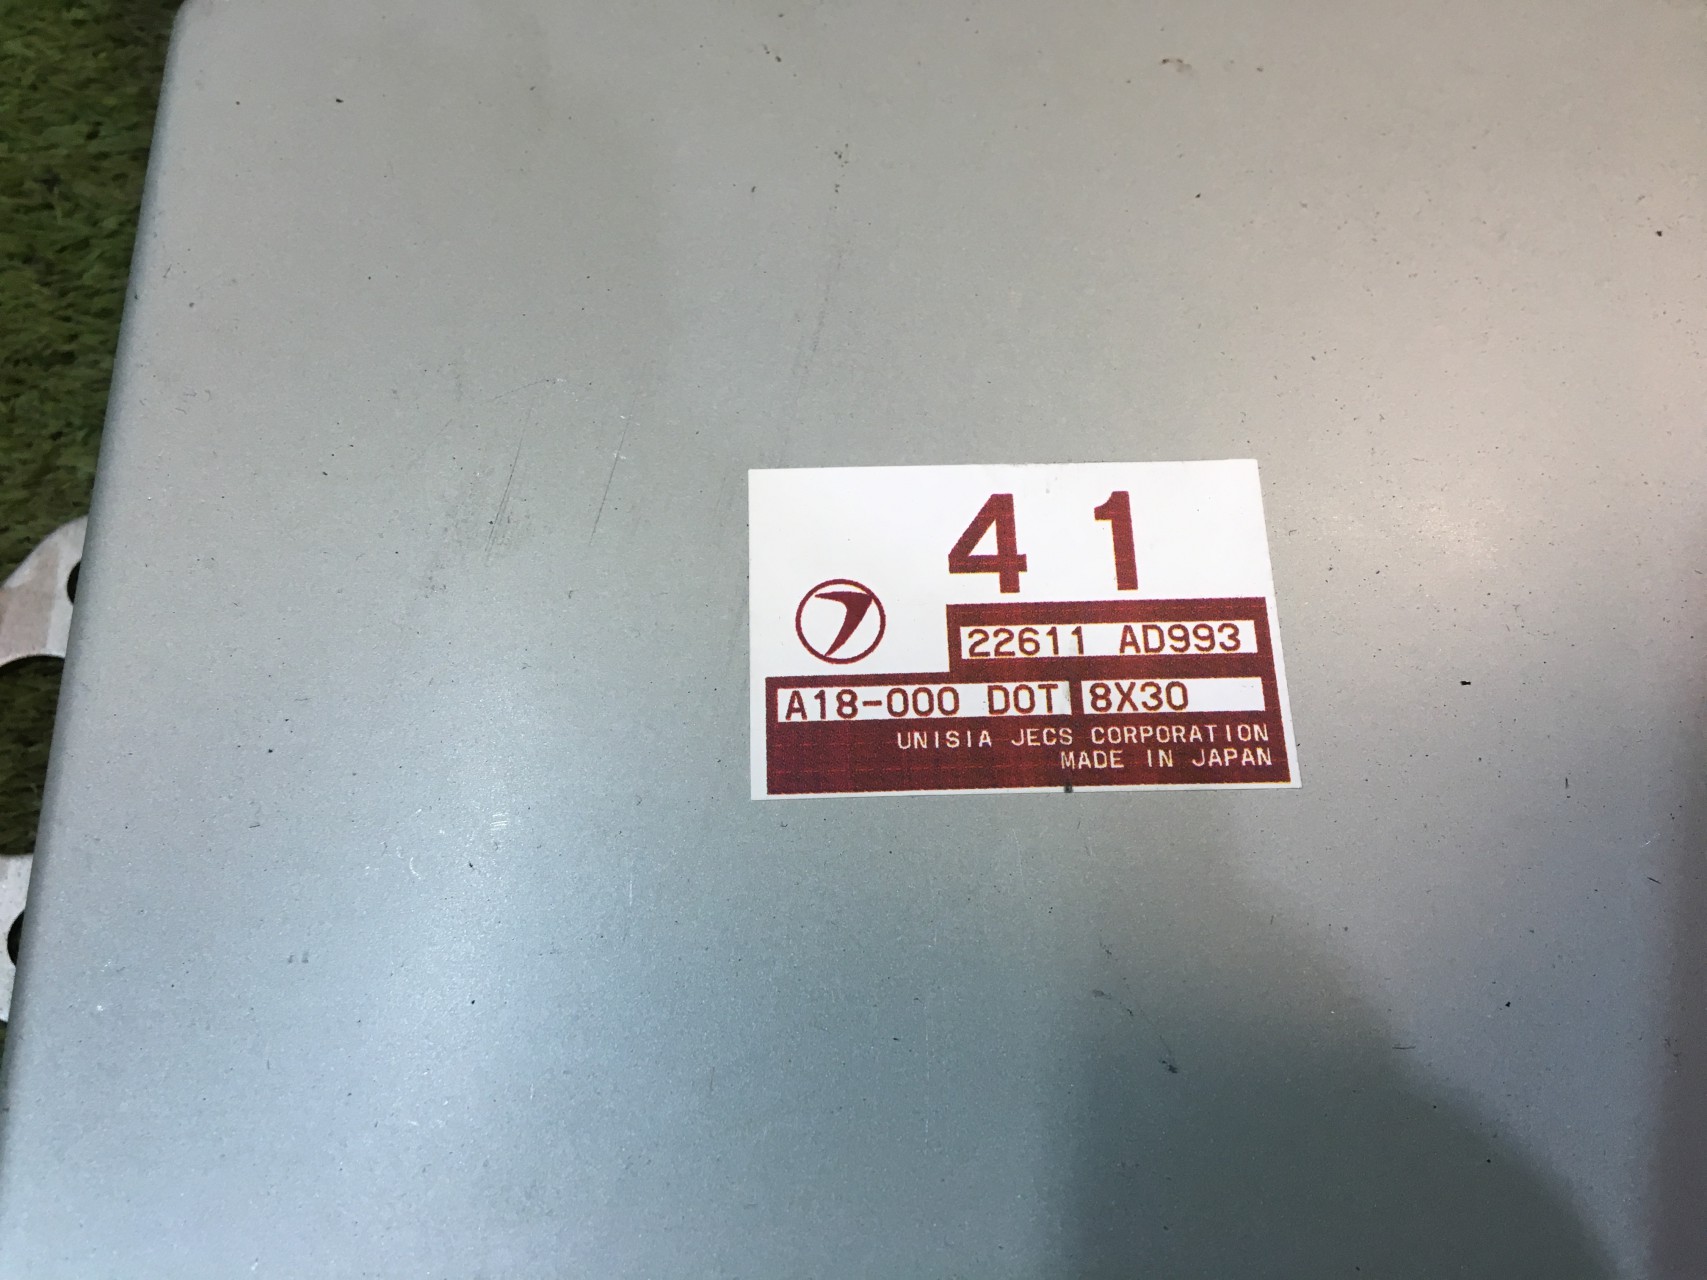 41
22611 AD993
A18-000 D0T 8X30
UNISIA JECS CORPORATION
MADE IN JAPAN